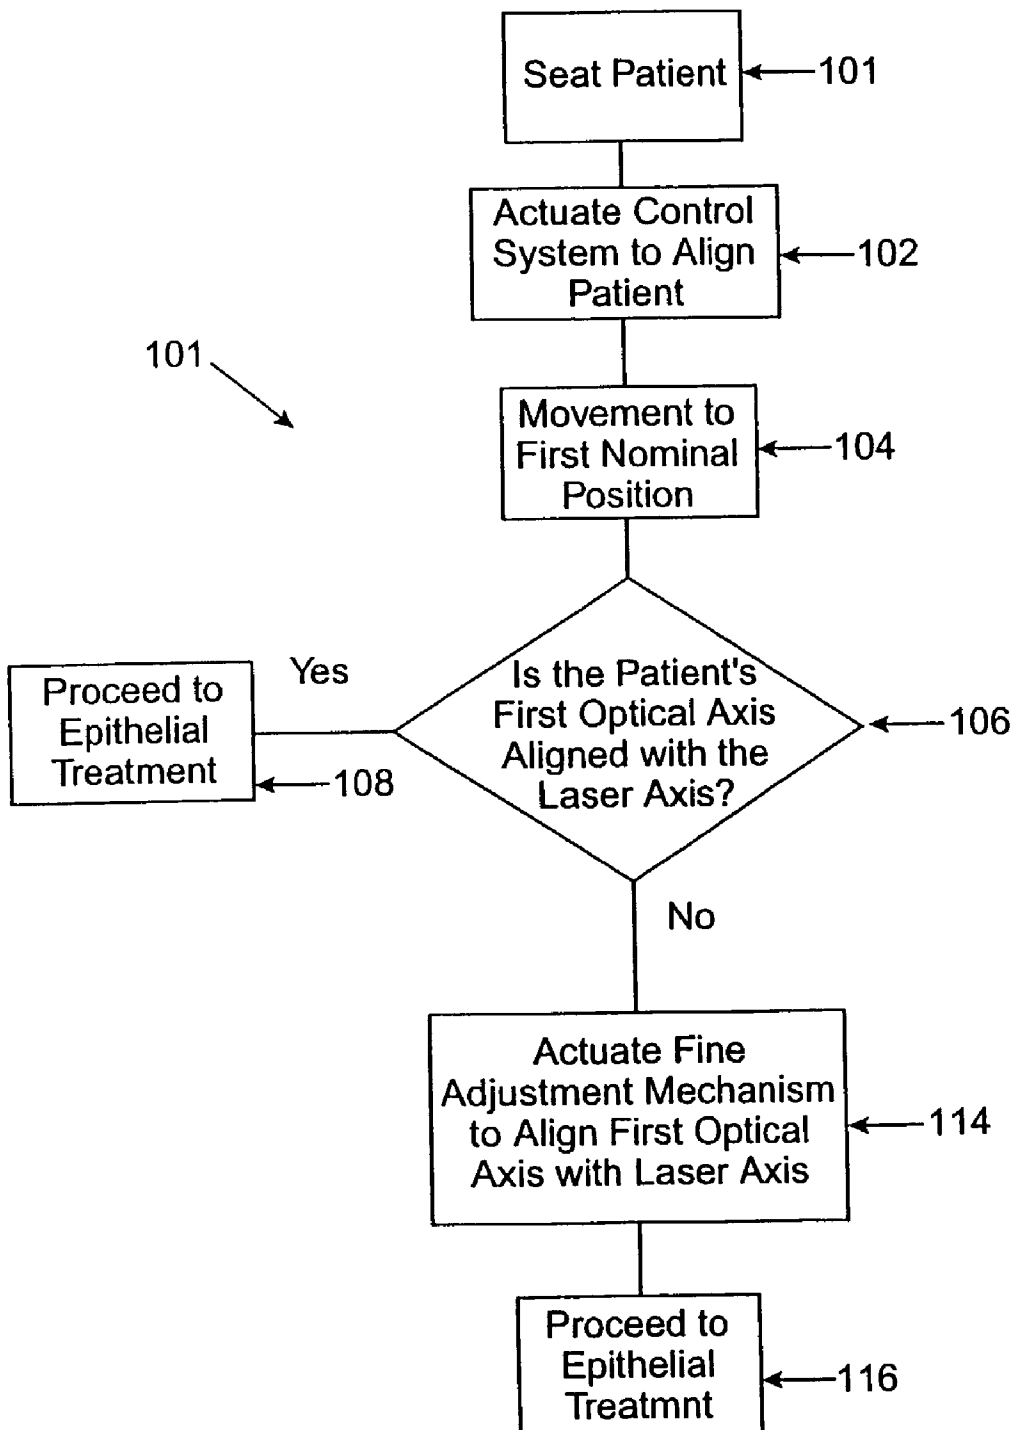 Seat Patient
101
Actuate Control
System to Align
Patient
102
101
Movement to
First Nominal
Position
104
Is the Patient's
First Optical Axis
Aligned with the
Laser Axis?
106
Yes
Proceed to
Epithelial
Treatment
108
No
Actuate Fine
Adjustment Mechanism
to Align First Optical
Axis with Laser Axis
114
Proceed to
Epithelial
Treatmnt
116